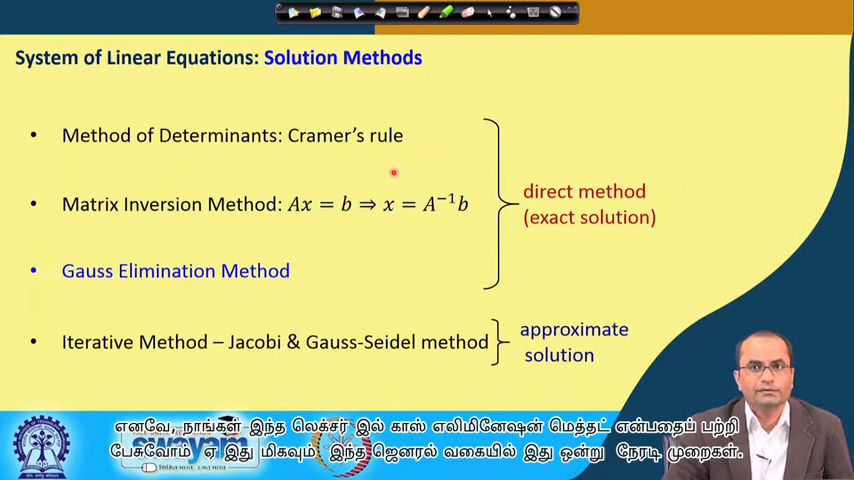 System of Linear Equations: Solution Methods
• Method of Determinants: Cramer's rule
• Matrix Inversion Method: Ax = b ⇒ x = A⁻¹b
direct method
(exact solution)
• Gauss Elimination Method
• Iterative Method – Jacobi & Gauss-Seidel method
approximate
solution
எனவே, நாங்கள் இந்த லெக்சர் இல் காஸ் எலிமினேஷன் மெத்தட் என்பதைப் பற்றி
பேசுவோம் ஏ இது மிகவும் இந்த ஜெனரல் வகையில் இது ஒன்று நேரடி முறைகள்.
swayam